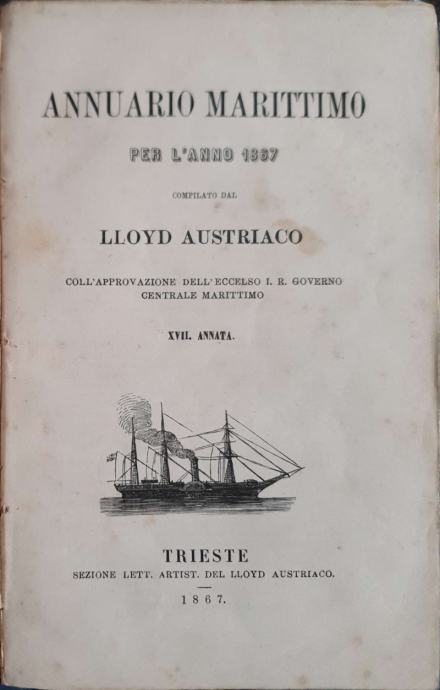 ANNUARIO MARITTIMO
PER L'ANNO 1867
COMPILATO DAL
LLOYD AUSTRIACO
COLL'APPROVAZIONE DELL'ECCELSO I. R. GOVERNO
CENTRALE MARITTIMO
XVII. ANNATA.
TRIESTE
SEZIONE LETT. ARTIST. DEL LLOYD AUSTRIACO.
1867.